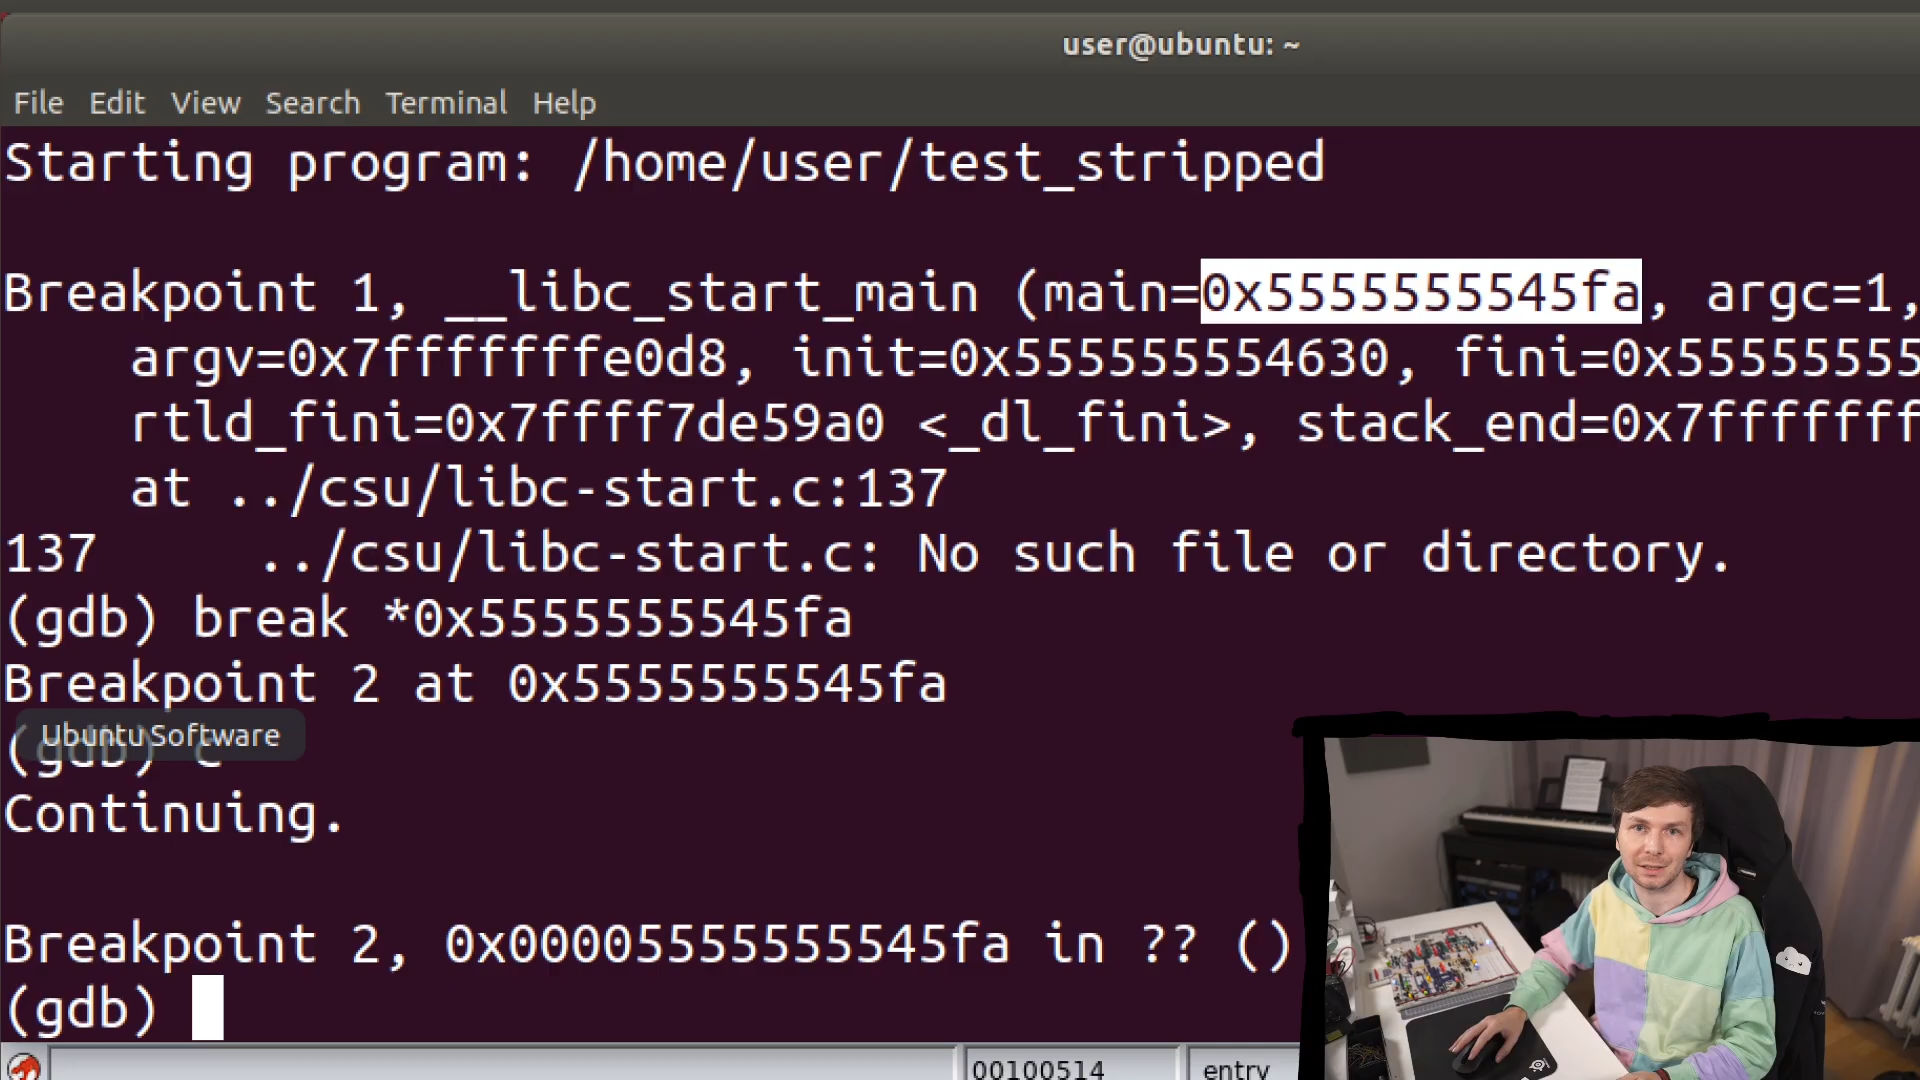 user@ubuntu: ~
File Edit View Search Terminal Help
Starting program: /home/user/test_stripped
Breakpoint 1, __libc_start_main (main=0x5555555545fa, argc=1,
argv=0x7fffffffe0d8, init=0x555555554630, fini=0x55555555
rtld_fini=0x7ffff7de59a0 <_dl_fini>, stack_end=0x7fffffff
at ../csu/libc-start.c:137
137 ../csu/libc-start.c: No such file or directory.
(gdb) break *0x5555555545fa
Breakpoint 2 at 0x5555555545fa
(gdb) c
Ubuntu Software
Continuing.
Breakpoint 2, 0x00005555555545fa in ?? ()
(gdb)
00100514 entry